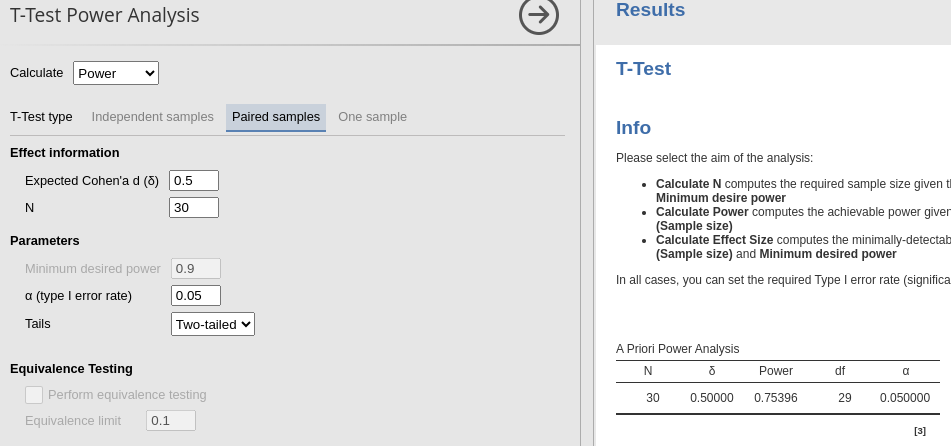 T-Test Power Analysis
Calculate Power
T-Test type Independent samples Paired samples One sample
Effect information
Expected Cohen'a d (δ) 0.5
N 30
Parameters
Minimum desired power 0.9
α (type I error rate) 0.05
Tails Two-tailed
Equivalence Testing
Perform equivalence testing
Equivalence limit 0.1
Results
T-Test
Info
Please select the aim of the analysis:
• Calculate N computes the required sample size given t
Minimum desire power
• Calculate Power computes the achievable power given
(Sample size)
• Calculate Effect Size computes the minimally-detectab
(Sample size) and Minimum desired power
In all cases, you can set the required Type I error rate (significa
A Priori Power Analysis
N δ Power df α
30 0.50000 0.75396 29 0.050000
[3]